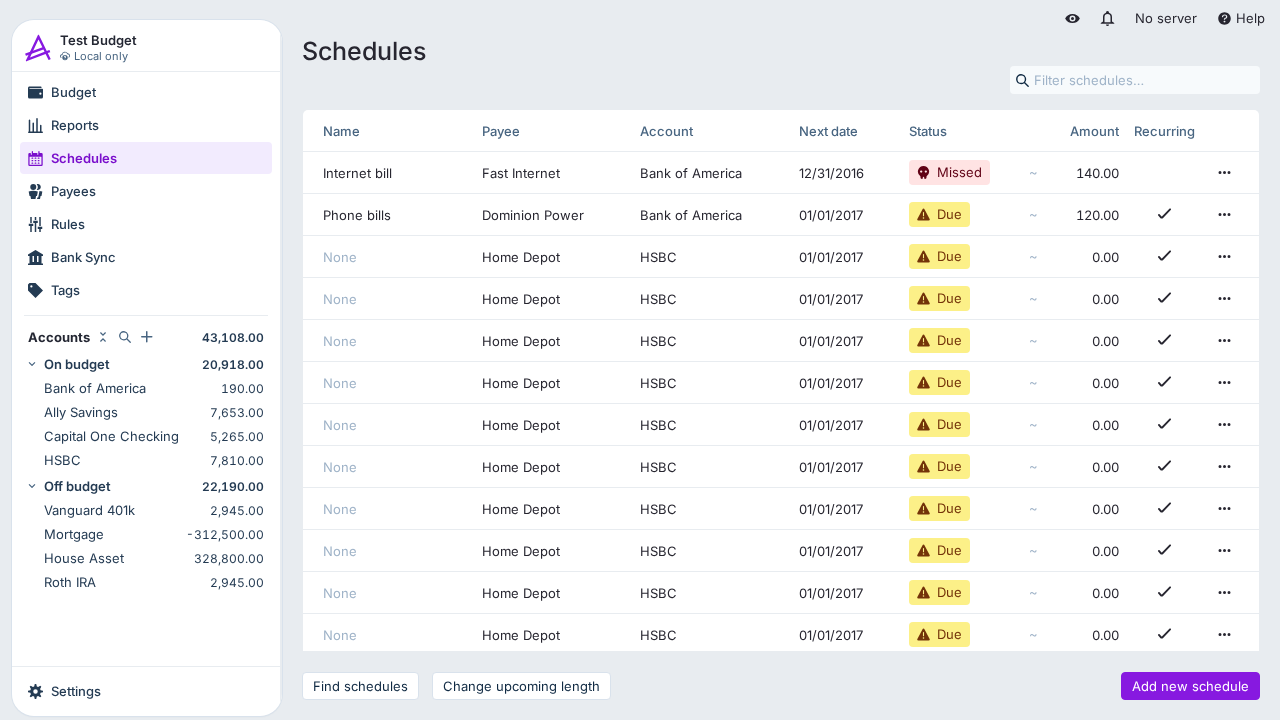 Test Budget
Local only
Budget
Reports
Schedules
Payees
Rules
Bank Sync
Tags
Accounts 43,108.00
On budget 20,918.00
Bank of America 190.00
Ally Savings 7,653.00
Capital One Checking 5,265.00
HSBC 7,810.00
Off budget 22,190.00
Vanguard 401k 2,945.00
Mortgage -312,500.00
House Asset 328,800.00
Roth IRA 2,945.00
Settings
No server Help
Schedules
Filter schedules...
Name Payee Account Next date Status Amount Recurring
Internet bill Fast Internet Bank of America 12/31/2016 Missed ~ 140.00
Phone bills Dominion Power Bank of America 01/01/2017 Due ~ 120.00
None Home Depot HSBC 01/01/2017 Due ~ 0.00
None Home Depot HSBC 01/01/2017 Due ~ 0.00
None Home Depot HSBC 01/01/2017 Due ~ 0.00
None Home Depot HSBC 01/01/2017 Due ~ 0.00
None Home Depot HSBC 01/01/2017 Due ~ 0.00
None Home Depot HSBC 01/01/2017 Due ~ 0.00
None Home Depot HSBC 01/01/2017 Due ~ 0.00
None Home Depot HSBC 01/01/2017 Due ~ 0.00
None Home Depot HSBC 01/01/2017 Due ~ 0.00
None Home Depot HSBC 01/01/2017 Due ~ 0.00
Find schedules Change upcoming length Add new schedule